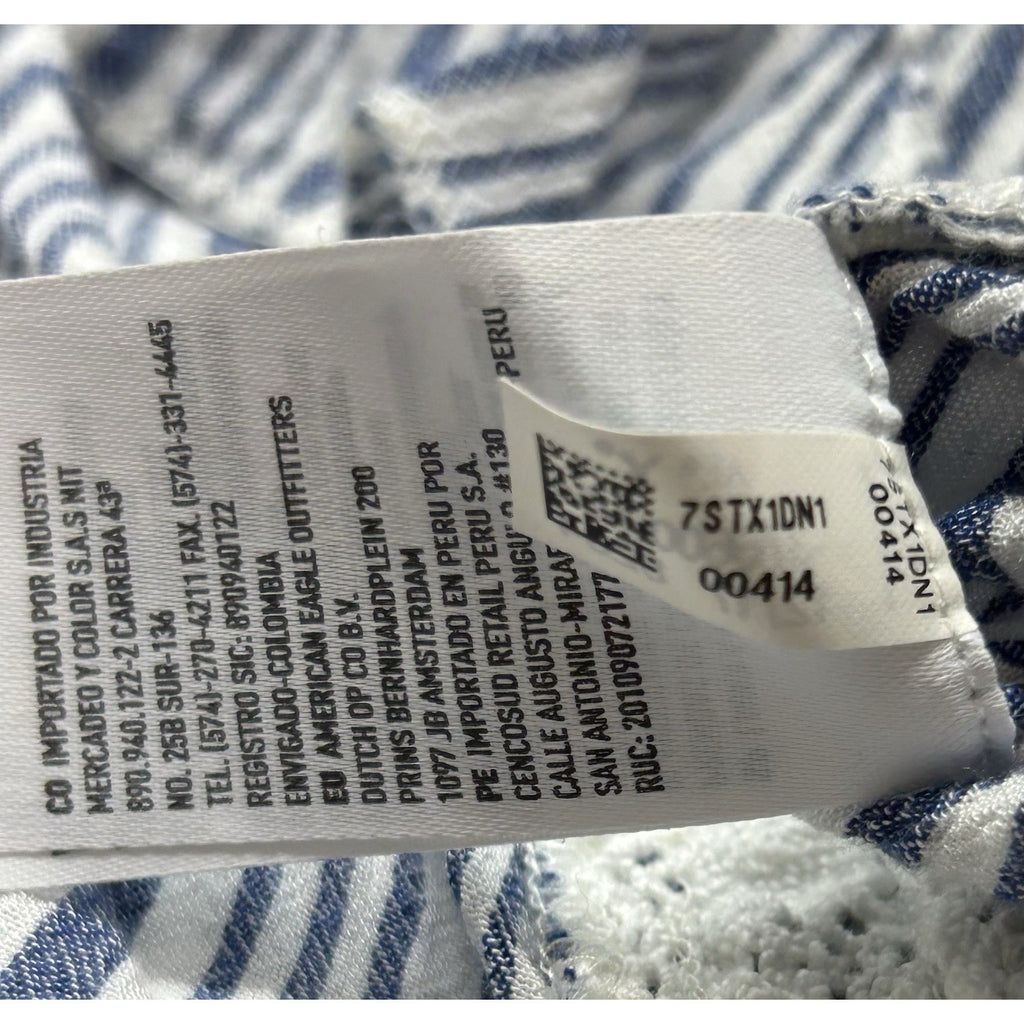 CO IMPORTADO POR INDUSTRIA
MERCADEO Y COLOR S.A.S NIT
890.940.122-2 CARRERA 43ª
NO. 25B SUR-136
TEL. (574)-270-4211 FAX. (574)-331-4445
REGISTRO SIC: 890940122
ENVIGADO-COLOMBIA
EU AMERICAN EAGLE OUTFITTERS
DUTCH OP CO B.V.
PRINS BERNHARDPLEIN 200
1097 JB AMSTERDAM
PE IMPORTADO EN PERU POR
CENCOSUD RETAIL PERU S.A.
CALLE AUGUSTO #130
SAN ANTONIO- PERU
RUC: 20109072177
7STX1DN1
00414
7STX1DN1
00414